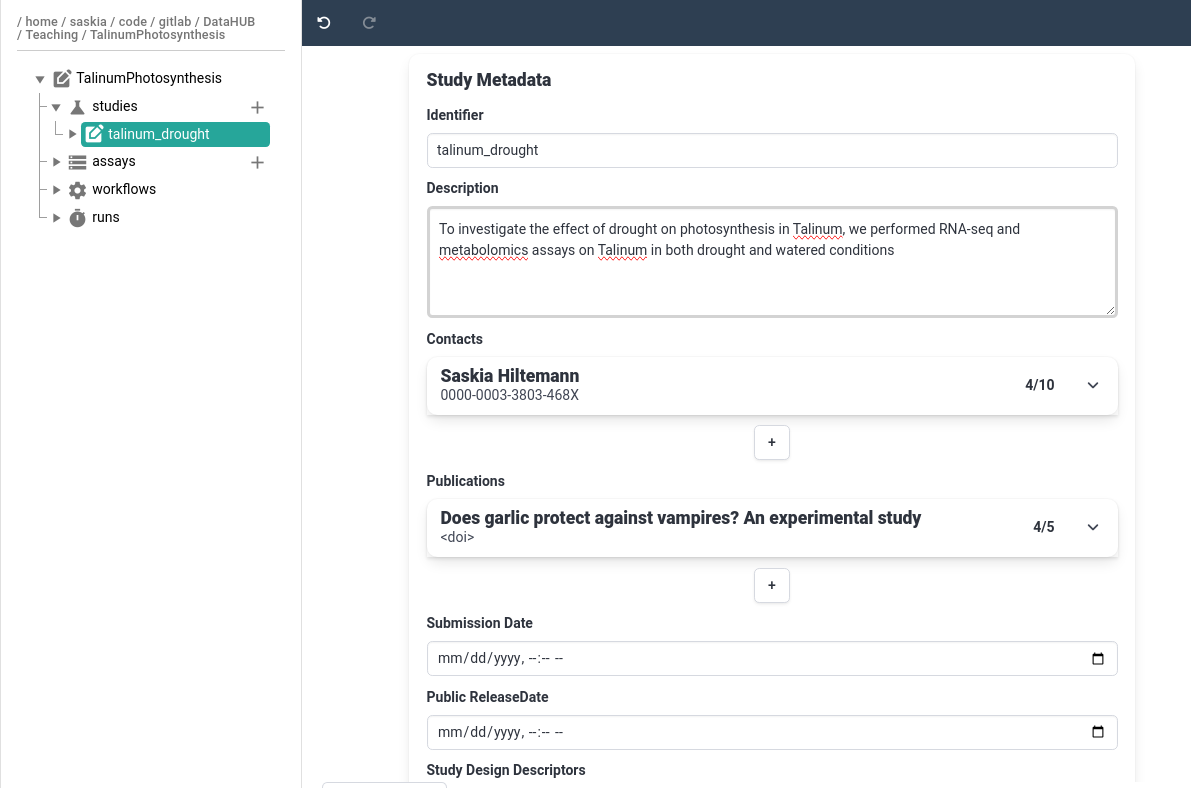 / home / saskia / code / gitlab / DataHUB
/ Teaching / TalinumPhotosynthesis
TalinumPhotosynthesis
studies
talinum_drought
assays
workflows
runs
Study Metadata
Identifier
talinum_drought
Description
To investigate the effect of drought on photosynthesis in Talinum, we performed RNA-seq and
metabolomics assays on Talinum in both drought and watered conditions
Contacts
Saskia Hiltemann
0000-0003-3803-468X
4/10
+
Publications
Does garlic protect against vampires? An experimental study
<doi>
4/5
+
Submission Date
mm/dd/yyyy, --:-- --
Public ReleaseDate
mm/dd/yyyy, --:-- --
Study Design Descriptors